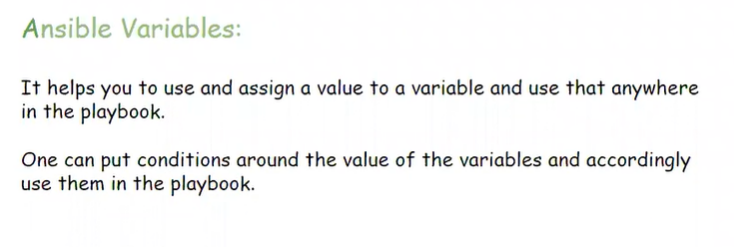 Ansible Variables:
It helps you to use and assign a value to a variable and use that anywhere
in the playbook.
One can put conditions around the value of the variables and accordingly
use them in the playbook.